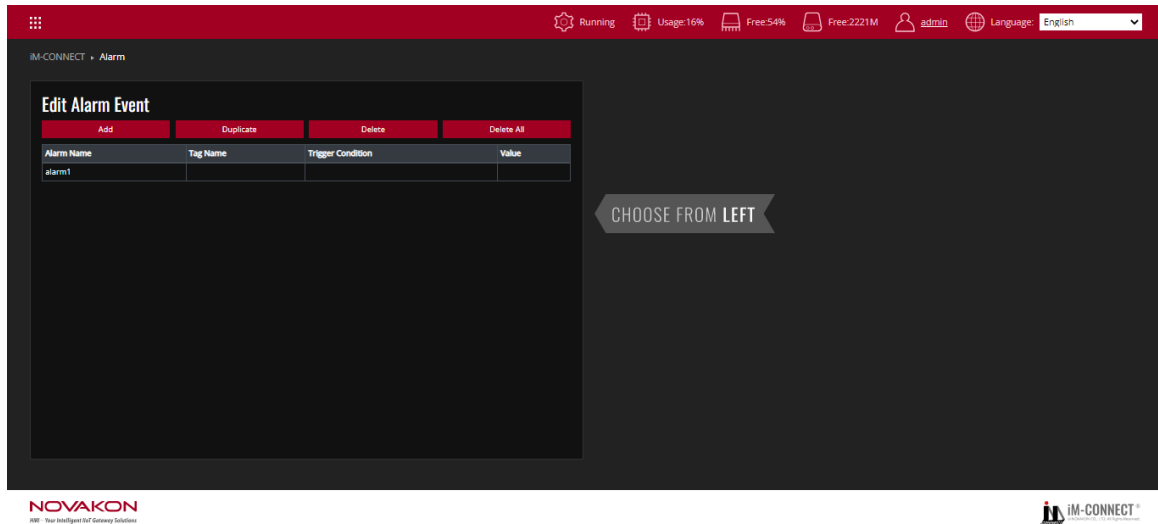 Running Usage:16% Free:54% Free:2221M admin Language: English
iM-CONNECT ▸ Alarm
Edit Alarm Event
Add Duplicate Delete Delete All
Alarm Name Tag Name Trigger Condition Value
alarm1
CHOOSE FROM LEFT
NOVAKON
HMI - Your Intelligent IIoT Gateway Solutions
iM-CONNECT®